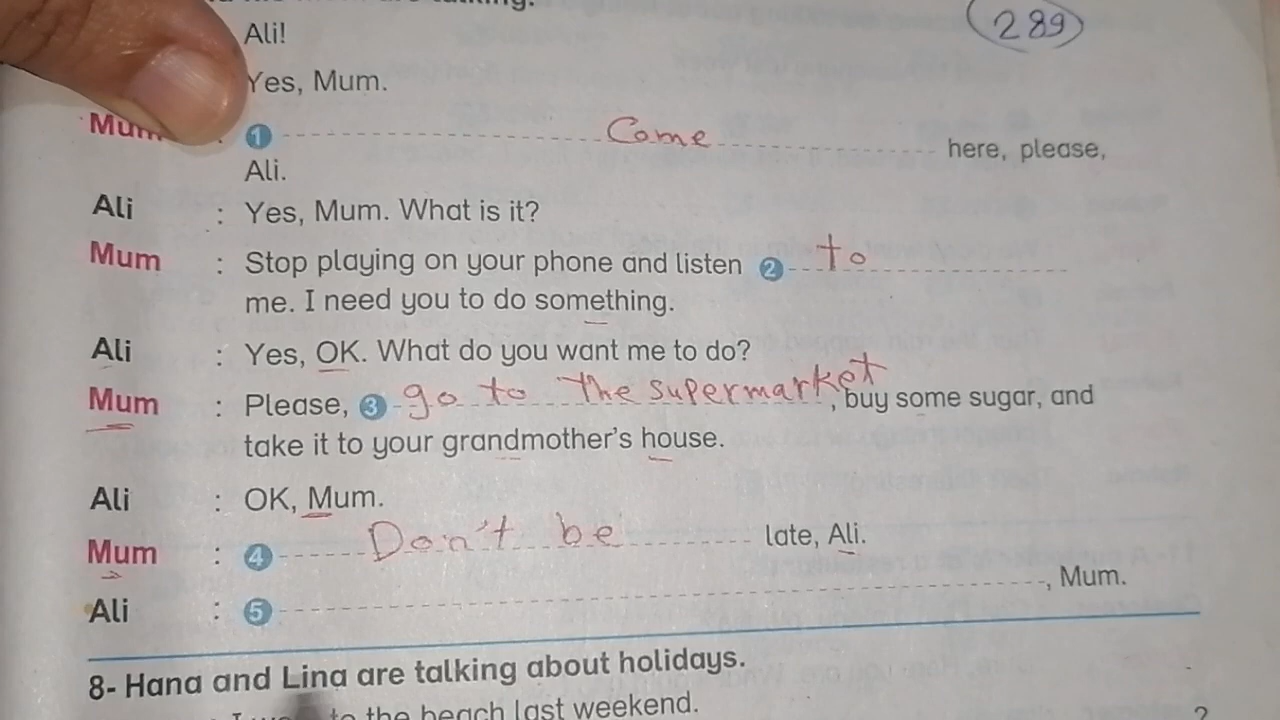 talking.
289
Ali!
Yes, Mum.
Mum : 1 Come here, please,
Ali.
Ali : Yes, Mum. What is it?
Mum : Stop playing on your phone and listen 2 to
me. I need you to do something.
Ali : Yes, OK. What do you want me to do?
Mum : Please, 3 go to the supermarket, buy some sugar, and
take it to your grandmother's house.
Ali : OK, Mum.
Mum : 4 Don't be late, Ali.
Ali : 5 , Mum.
8- Hana and Lina are talking about holidays.
to the beach last weekend.